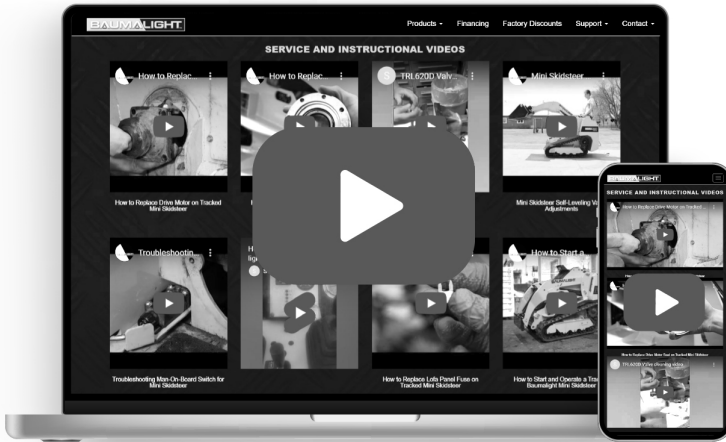 BAUMALIGHT
Products
Financing
Factory Discounts
Support
Contact
SERVICE AND INSTRUCTIONAL VIDEOS
How to Replac...
How to Replac...
S
TRL620D Valv...
Mini Skidsteer
How to Replace Drive Motor on Tracked
Mini Skidsteer
Mini Skidsteer Self-Leveling Va
Adjustments
Troubleshootin...
How to Start a
Troubleshooting Man-On-Board Switch for
Mini Skidsteer
How to Replace Lofa Panel Fuse on
Tracked Mini Skidsteer
How to Start and Operate a Tra
Baumalight Mini Skidsteer
BAUMALIGHT
SERVICE AND INSTRUCTIONAL VIDEOS
How to Replace Drive Motor on Tracked
How to Replace Drive Motor Seal on Tracked Mini Skidsteer
TRL620D Valve cleaning video